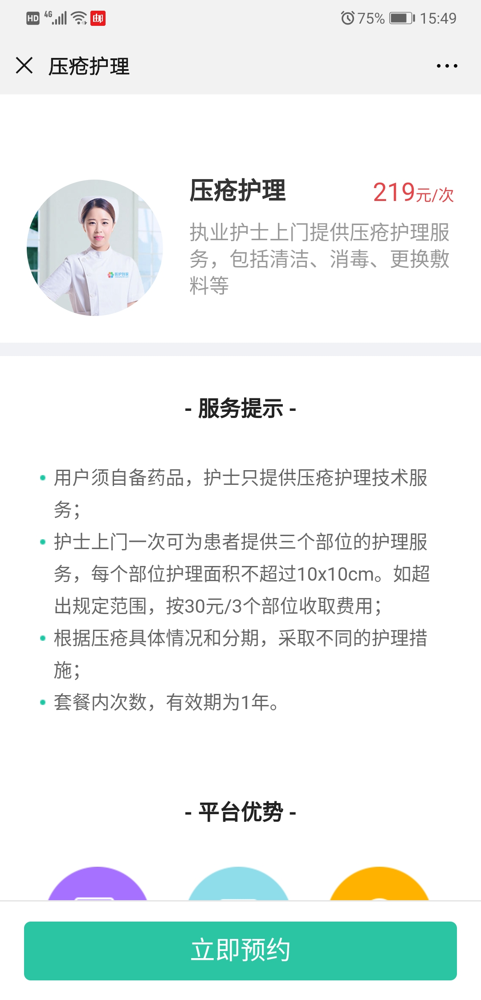 HD 4G 邮 75% 15:49
压疮护理
压疮护理
219元/次
执业护士上门提供压疮护理服
务，包括清洁、消毒、更换敷
料等
医护到家
- 服务提示 -
用户须自备药品，护士只提供压疮护理技术服
务；
护士上门一次可为患者提供三个部位的护理服
务，每个部位护理面积不超过10x10cm。如超
出规定范围，按30元/3个部位收取费用；
根据压疮具体情况和分期，采取不同的护理措
施；
套餐内次数，有效期为1年。
- 平台优势 -
立即预约